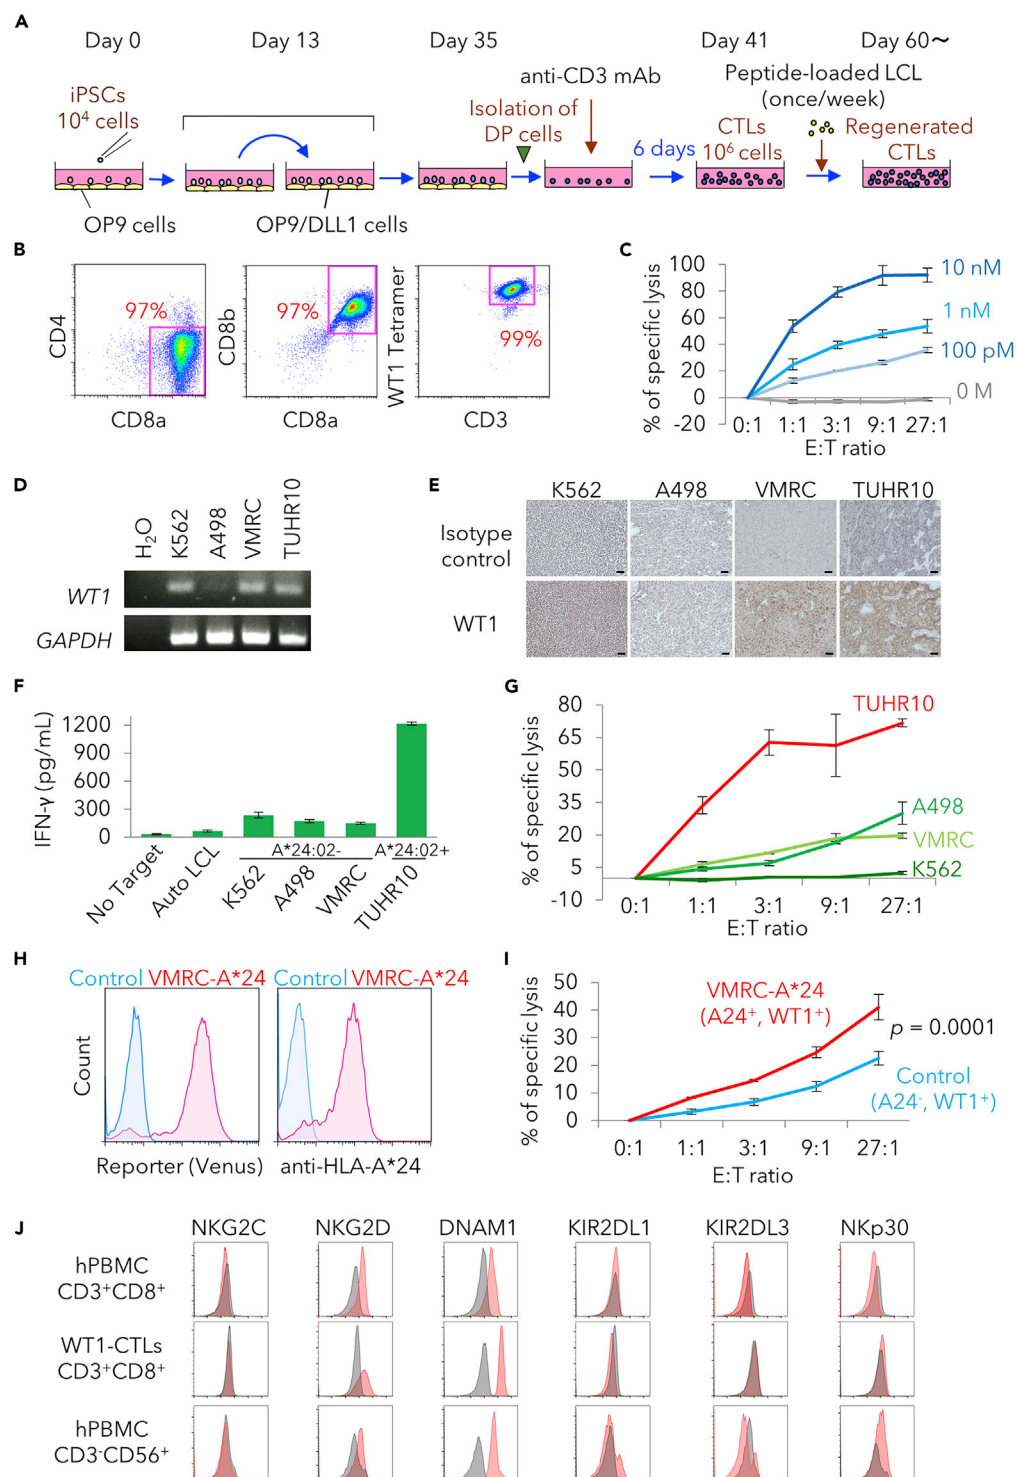 A
Day 0 Day 13 Day 35 Day 41 Day 60~
anti-CD3 mAb Peptide-loaded LCL
(once/week)
iPSCs
10⁴ cells
Isolation of
DP cells
6 days
CTLs
10⁶ cells
Regenerated
CTLs
OP9 cells OP9/DLL1 cells
B
CD4
97%
CD8a
CD8b
97%
CD8a
WT1 Tetramer
99%
CD3
C
% of specific lysis
100
80
60
40
20
0
-20
10 nM
1 nM
100 pM
0 M
0:1 1:1 3:1 9:1 27:1
E:T ratio
D
H₂O K562 A498 VMRC TUHR10
WT1
GAPDH
E
K562 A498 VMRC TUHR10
Isotype
control
WT1
F
IFN-γ (pg/mL)
1200
900
600
300
0
A*24:02- A*24:02+
No Target Auto LCL K562 A498 VMRC TUHR10
G
% of specific lysis
80
65
50
35
20
5
-10
TUHR10
A498
VMRC
K562
0:1 1:1 3:1 9:1 27:1
E:T ratio
H
Control VMRC-A*24 Control VMRC-A*24
Count
Reporter (Venus) anti-HLA-A*24
I
% of specific lysis
50
40
30
20
10
0
VMRC-A*24
(A24⁺, WT1⁺)
p = 0.0001
Control
(A24⁻, WT1⁺)
0:1 1:1 3:1 9:1 27:1
E:T ratio
J
NKG2C NKG2D DNAM1 KIR2DL1 KIR2DL3 NKp30
hPBMC
CD3⁺CD8⁺
WT1-CTLs
CD3⁺CD8⁺
hPBMC
CD3⁻CD56⁺